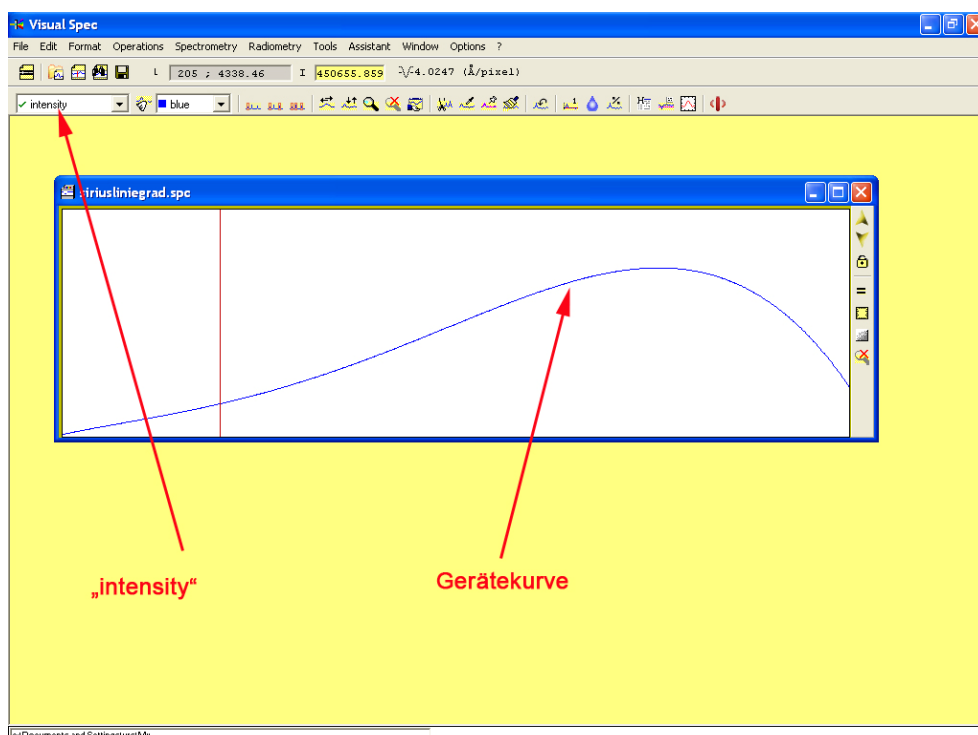 Visual Spec
File Edit Format Operations Spectrometry Radiometry Tools Assistant Window Options ?
L 205 ; 4338.46 I 450655.859 4.0247 (Å/pixel)
intensity blue
siriusliniegrad.spc
„intensity“
Gerätekurve